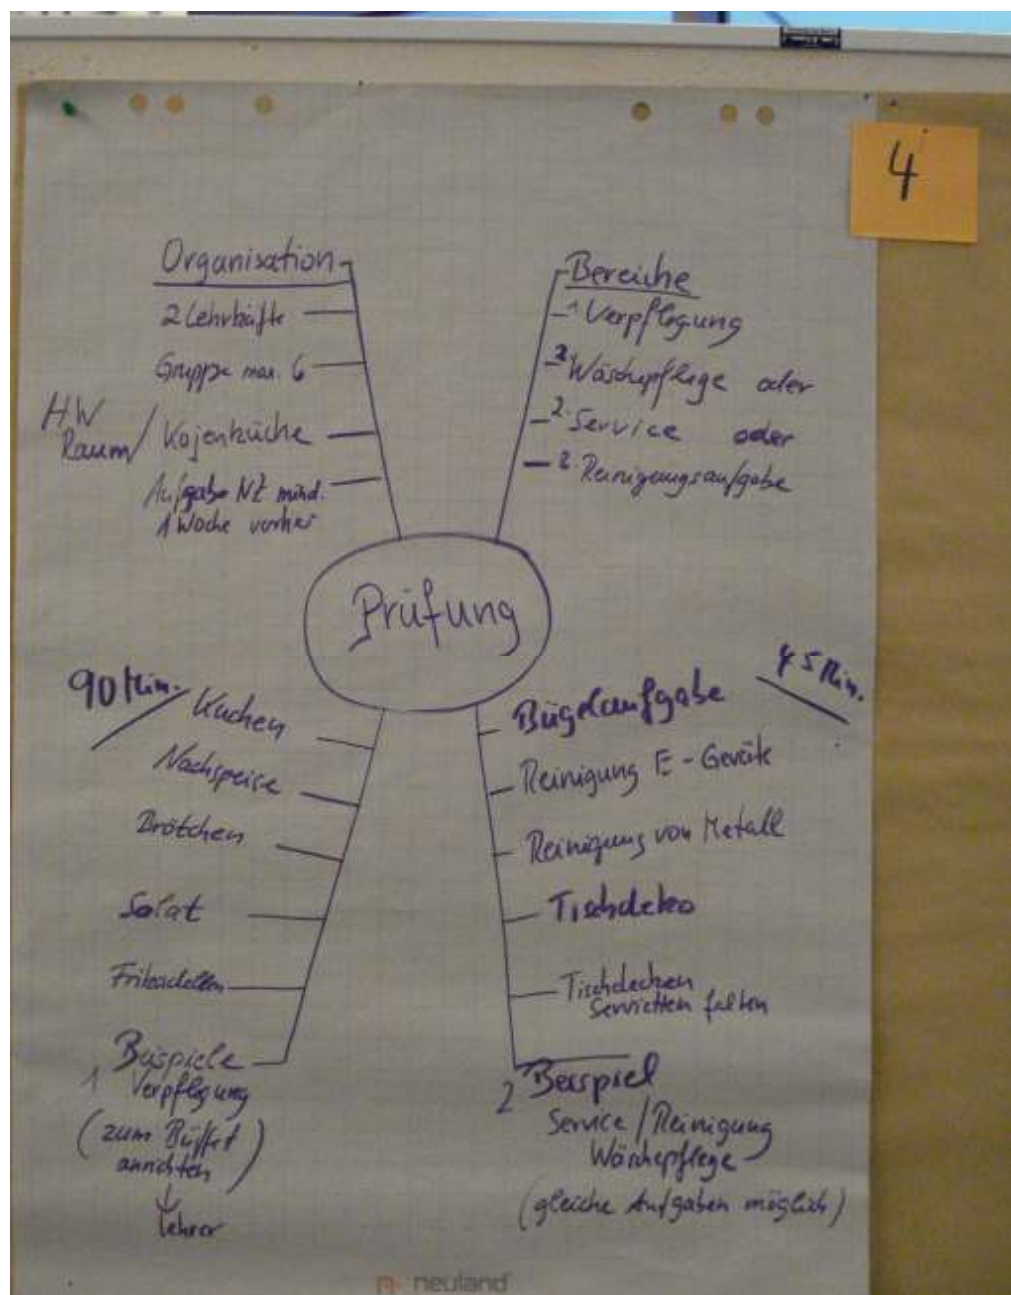 4
Organisation
2 Lehrkräfte
Gruppe max. 6
HW
Raum / Kojenküche
Aufgabe NZ mind.
1 Woche vorher
Bereiche
1 Verpflegung
2. Wäschepflege oder
2. Service oder
2. Reinigungsaufgabe
Prüfung
90 Min.
Kuchen
Nachspeise
Brötchen
Salat
Frikadellen
Beispiele
1 Verpflegung
(zum Büffet)
anrichten
Lehrer
45 Min.
Bügelaufgabe
Reinigung E-Geräte
Reinigung von Metall
Tischdeko
Tischdecken
Servietten falten
2 Beispiel
Service / Reinigung
Wäschepflege
(gleiche Aufgaben möglich)
neuland